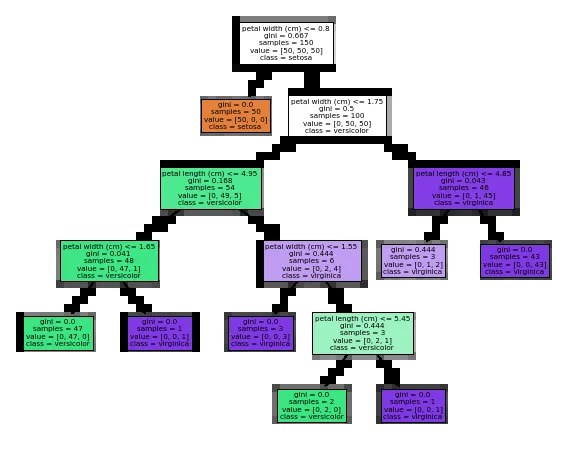 petal width (cm) <= 0.8
gini = 0.667
samples = 150
value = [50, 50, 50]
class = setosa
gini = 0.0
samples = 50
value = [50, 0, 0]
class = setosa
petal width (cm) <= 1.75
gini = 0.5
samples = 100
value = [0, 50, 50]
class = versicolor
petal length (cm) <= 4.95
gini = 0.168
samples = 54
value = [0, 49, 5]
class = versicolor
petal length (cm) <= 4.85
gini = 0.043
samples = 46
value = [0, 1, 45]
class = virginica
petal width (cm) <= 1.65
gini = 0.041
samples = 48
value = [0, 47, 1]
class = versicolor
petal width (cm) <= 1.55
gini = 0.444
samples = 6
value = [0, 2, 4]
class = virginica
gini = 0.444
samples = 3
value = [0, 1, 2]
class = virginica
gini = 0.0
samples = 43
value = [0, 0, 43]
class = virginica
gini = 0.0
samples = 47
value = [0, 47, 0]
class = versicolor
gini = 0.0
samples = 1
value = [0, 0, 1]
class = virginica
gini = 0.0
samples = 3
value = [0, 0, 3]
class = virginica
petal length (cm) <= 5.45
gini = 0.444
samples = 3
value = [0, 2, 1]
class = versicolor
gini = 0.0
samples = 2
value = [0, 2, 0]
class = versicolor
gini = 0.0
samples = 1
value = [0, 0, 1]
class = virginica